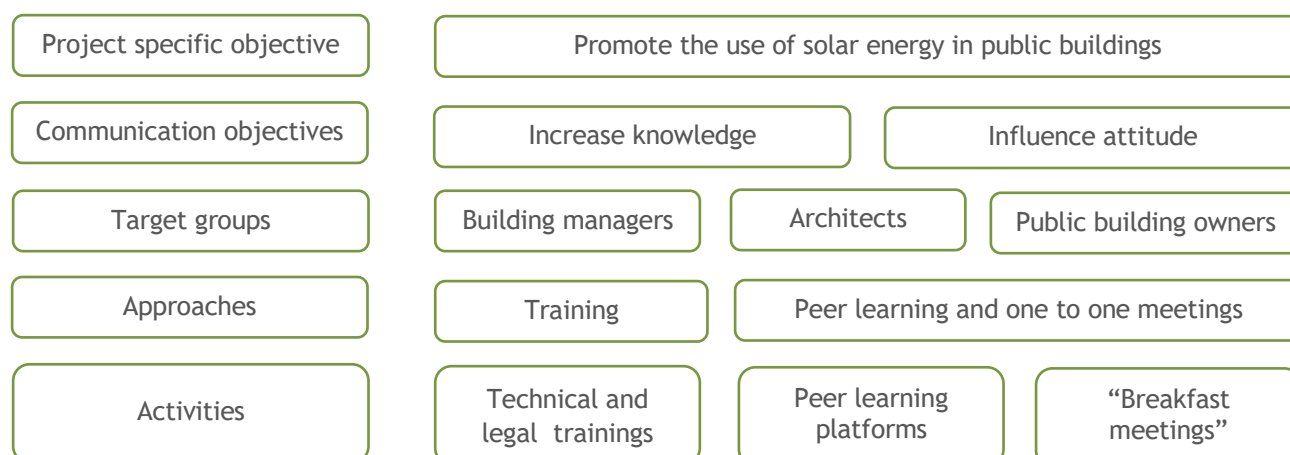 Project specific objective
Promote the use of solar energy in public buildings
Communication objectives
Increase knowledge
Influence attitude
Target groups
Building managers
Architects
Public building owners
Approaches
Training
Peer learning and one to one meetings
Activities
Technical and
legal trainings
Peer learning
platforms
“Breakfast
meetings”